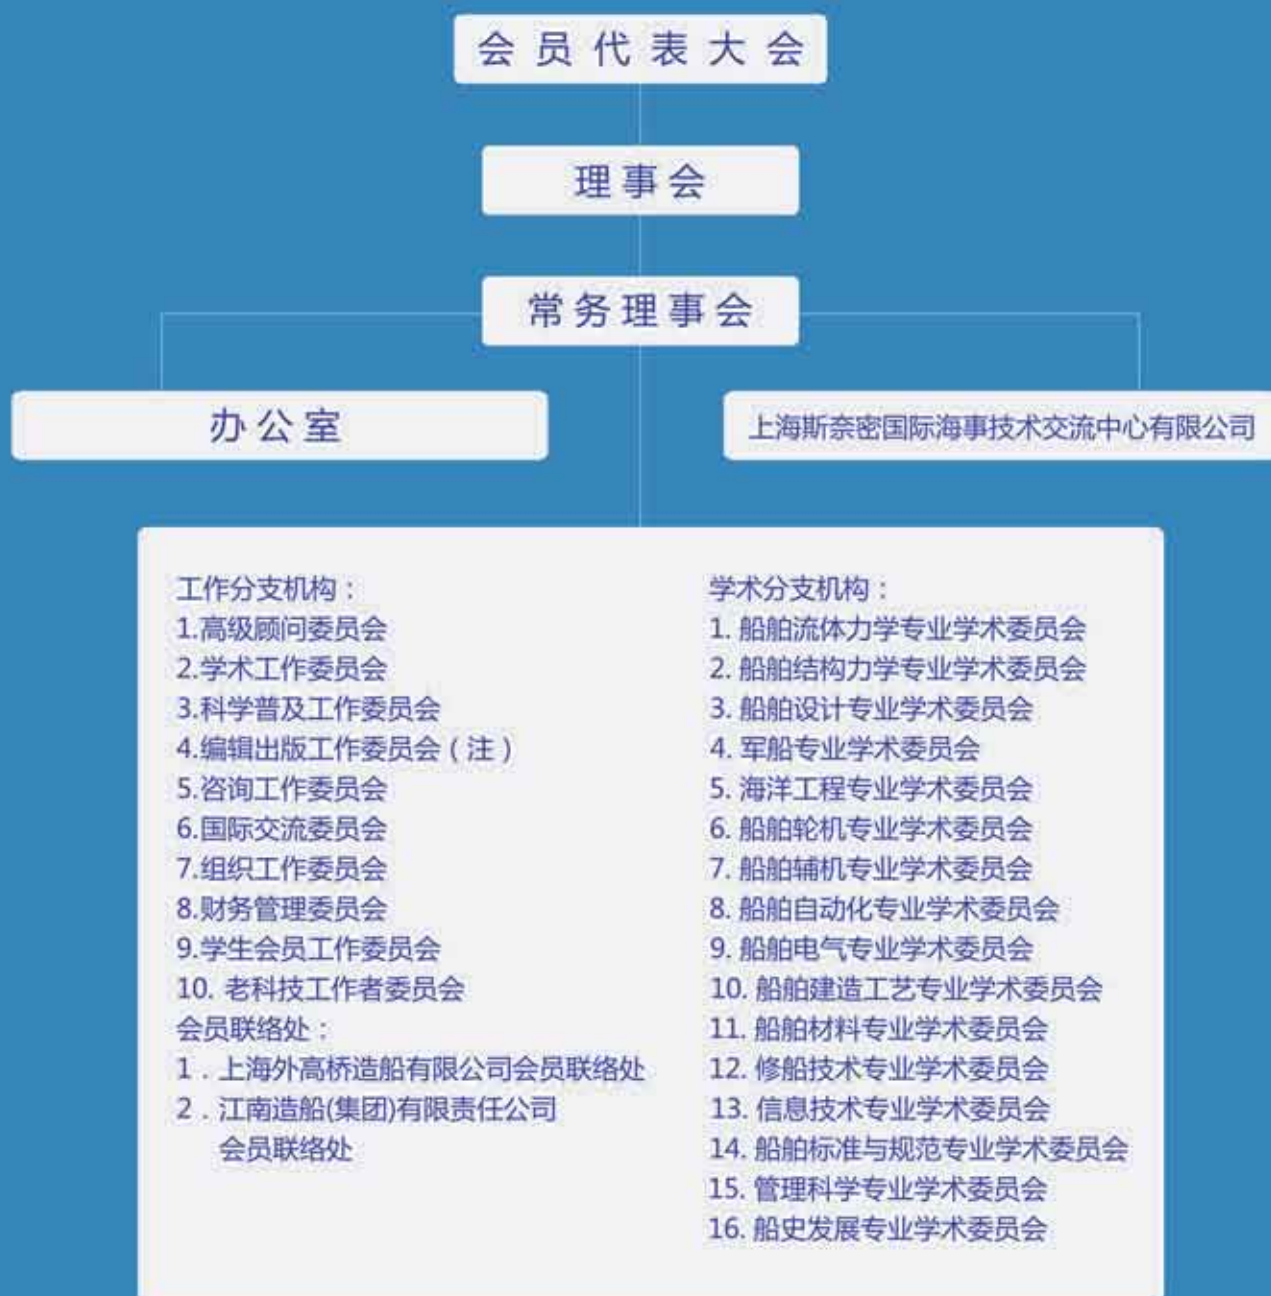 会员代表大会
理事会
常务理事会
办公室
上海斯奈密国际海事技术交流中心有限公司
工作分支机构：
1.高级顾问委员会
2.学术工作委员会
3.科学普及工作委员会
4.编辑出版工作委员会（注）
5.咨询工作委员会
6.国际交流委员会
7.组织工作委员会
8.财务管理委员会
9.学生会员工作委员会
10. 老科技工作者委员会
会员联络处：
1．上海外高桥造船有限公司会员联络处
2．江南造船(集团)有限责任公司
会员联络处
学术分支机构：
1. 船舶流体力学专业学术委员会
2. 船舶结构力学专业学术委员会
3. 船舶设计专业学术委员会
4. 军船专业学术委员会
5. 海洋工程专业学术委员会
6. 船舶轮机专业学术委员会
7. 船舶辅机专业学术委员会
8. 船舶自动化专业学术委员会
9. 船舶电气专业学术委员会
10. 船舶建造工艺专业学术委员会
11. 船舶材料专业学术委员会
12. 修船技术专业学术委员会
13. 信息技术专业学术委员会
14. 船舶标准与规范专业学术委员会
15. 管理科学专业学术委员会
16. 船史发展专业学术委员会